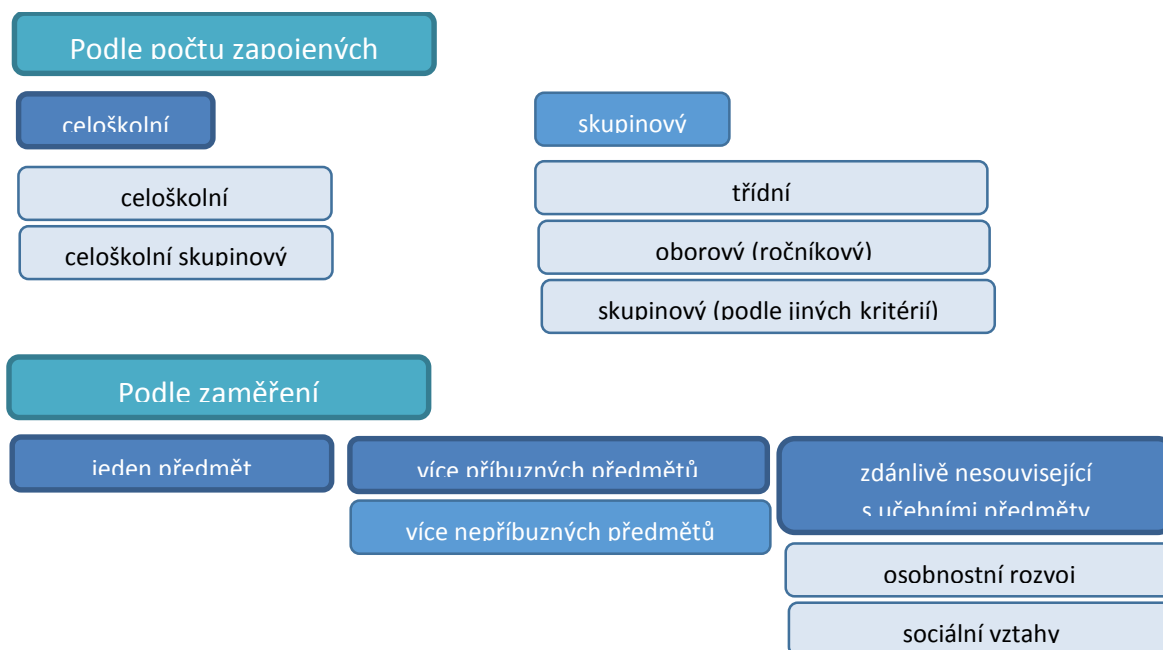 Podle počtu zapojených
celoškolní
skupinový
celoškolní
třídní
celoškolní skupinový
oborový (ročníkový)
skupinový (podle jiných kritérií)
Podle zaměření
jeden předmět
více příbuzných předmětů
zdánlivě nesouvisející
s učebními předměty
více nepříbuzných předmětů
osobnostní rozvoj
sociální vztahy